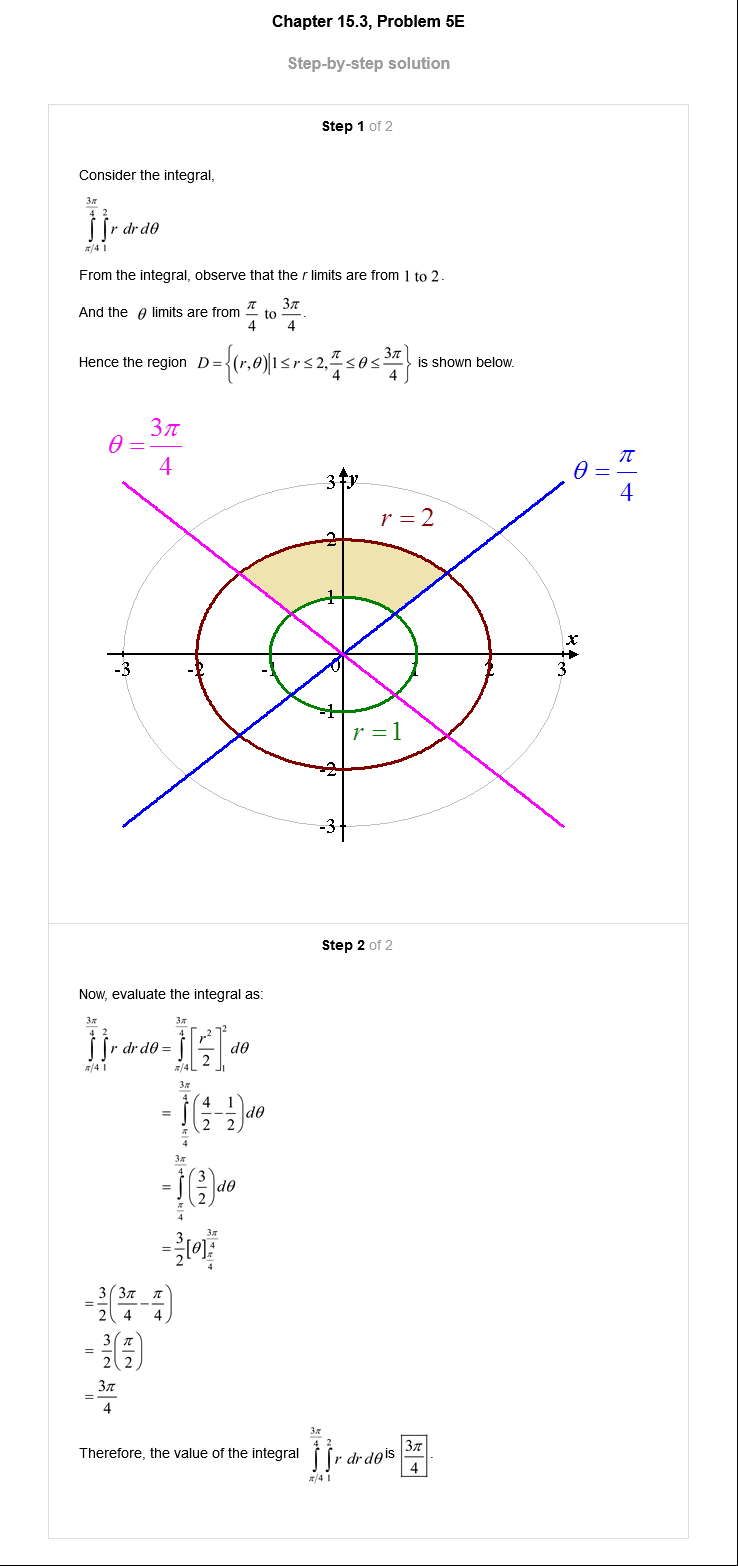 Chapter 15.3, Problem 5E
Step-by-step solution
Step 1 of 2
Consider the integral,
∫_{π/4}^{3π/4} ∫_1^2 r dr dθ
From the integral, observe that the r limits are from 1 to 2.
And the θ limits are from π/4 to 3π/4.
Hence the region D = {(r,θ)|1 ≤ r ≤ 2, π/4 ≤ θ ≤ 3π/4} is shown below.
θ = 3π/4
θ = π/4
3 y
r = 2
2
1
x
-3 -2 -1 0 1 2 3
-1
r = 1
-2
-3
Step 2 of 2
Now, evaluate the integral as:
∫_{π/4}^{3π/4} ∫_1^2 r dr dθ = ∫_{π/4}^{3π/4} [r²/2]_1^2 dθ
= ∫_{π/4}^{3π/4} (4/2 − 1/2) dθ
= ∫_{π/4}^{3π/4} (3/2) dθ
= 3/2 [θ]_{π/4}^{3π/4}
= 3/2 (3π/4 − π/4)
= 3/2 (π/2)
= 3π/4
Therefore, the value of the integral ∫_{π/4}^{3π/4} ∫_1^2 r dr dθ is 3π/4.